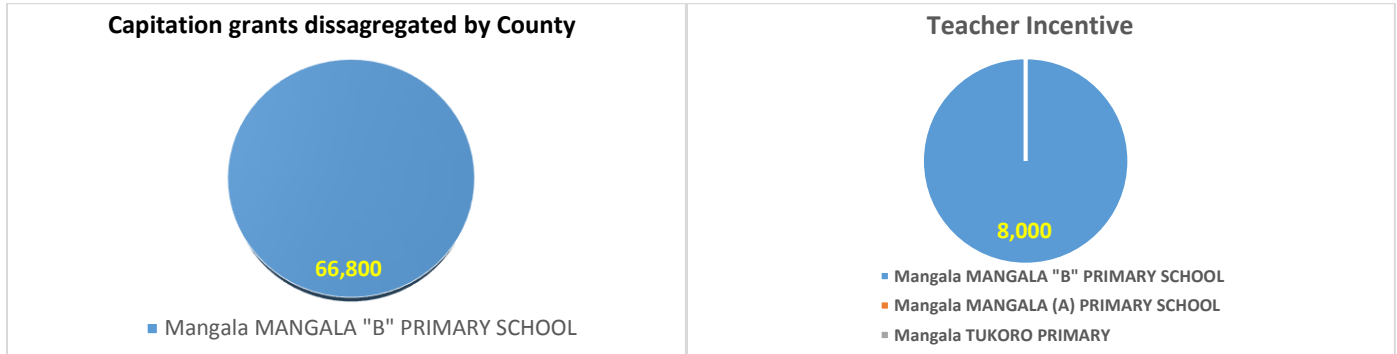 Capitation grants dissagregated by County
66,800
Mangala MANGALA "B" PRIMARY SCHOOL
Teacher Incentive
8,000
Mangala MANGALA "B" PRIMARY SCHOOL
Mangala MANGALA (A) PRIMARY SCHOOL
Mangala TUKORO PRIMARY